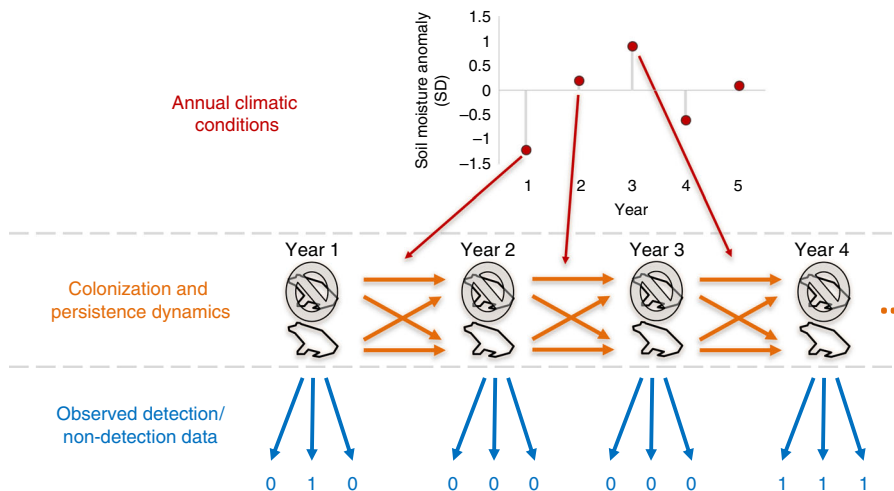 1.5
1
0.5
0
−0.5
−1
−1.5
Soil moisture anomaly
(SD)
1 2 3 4 5
Year
Annual climatic
conditions
Year 1 Year 2 Year 3 Year 4
Colonization and
persistence dynamics
Observed detection/
non-detection data
0 1 0 0 0 0 0 0 0 1 1 1